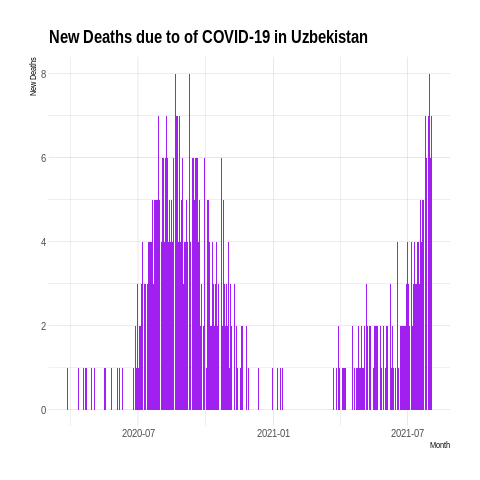 New Deaths due to of COVID-19 in Uzbekistan
New Deaths
8
6
4
2
0
2020-07
2021-01
2021-07
Month